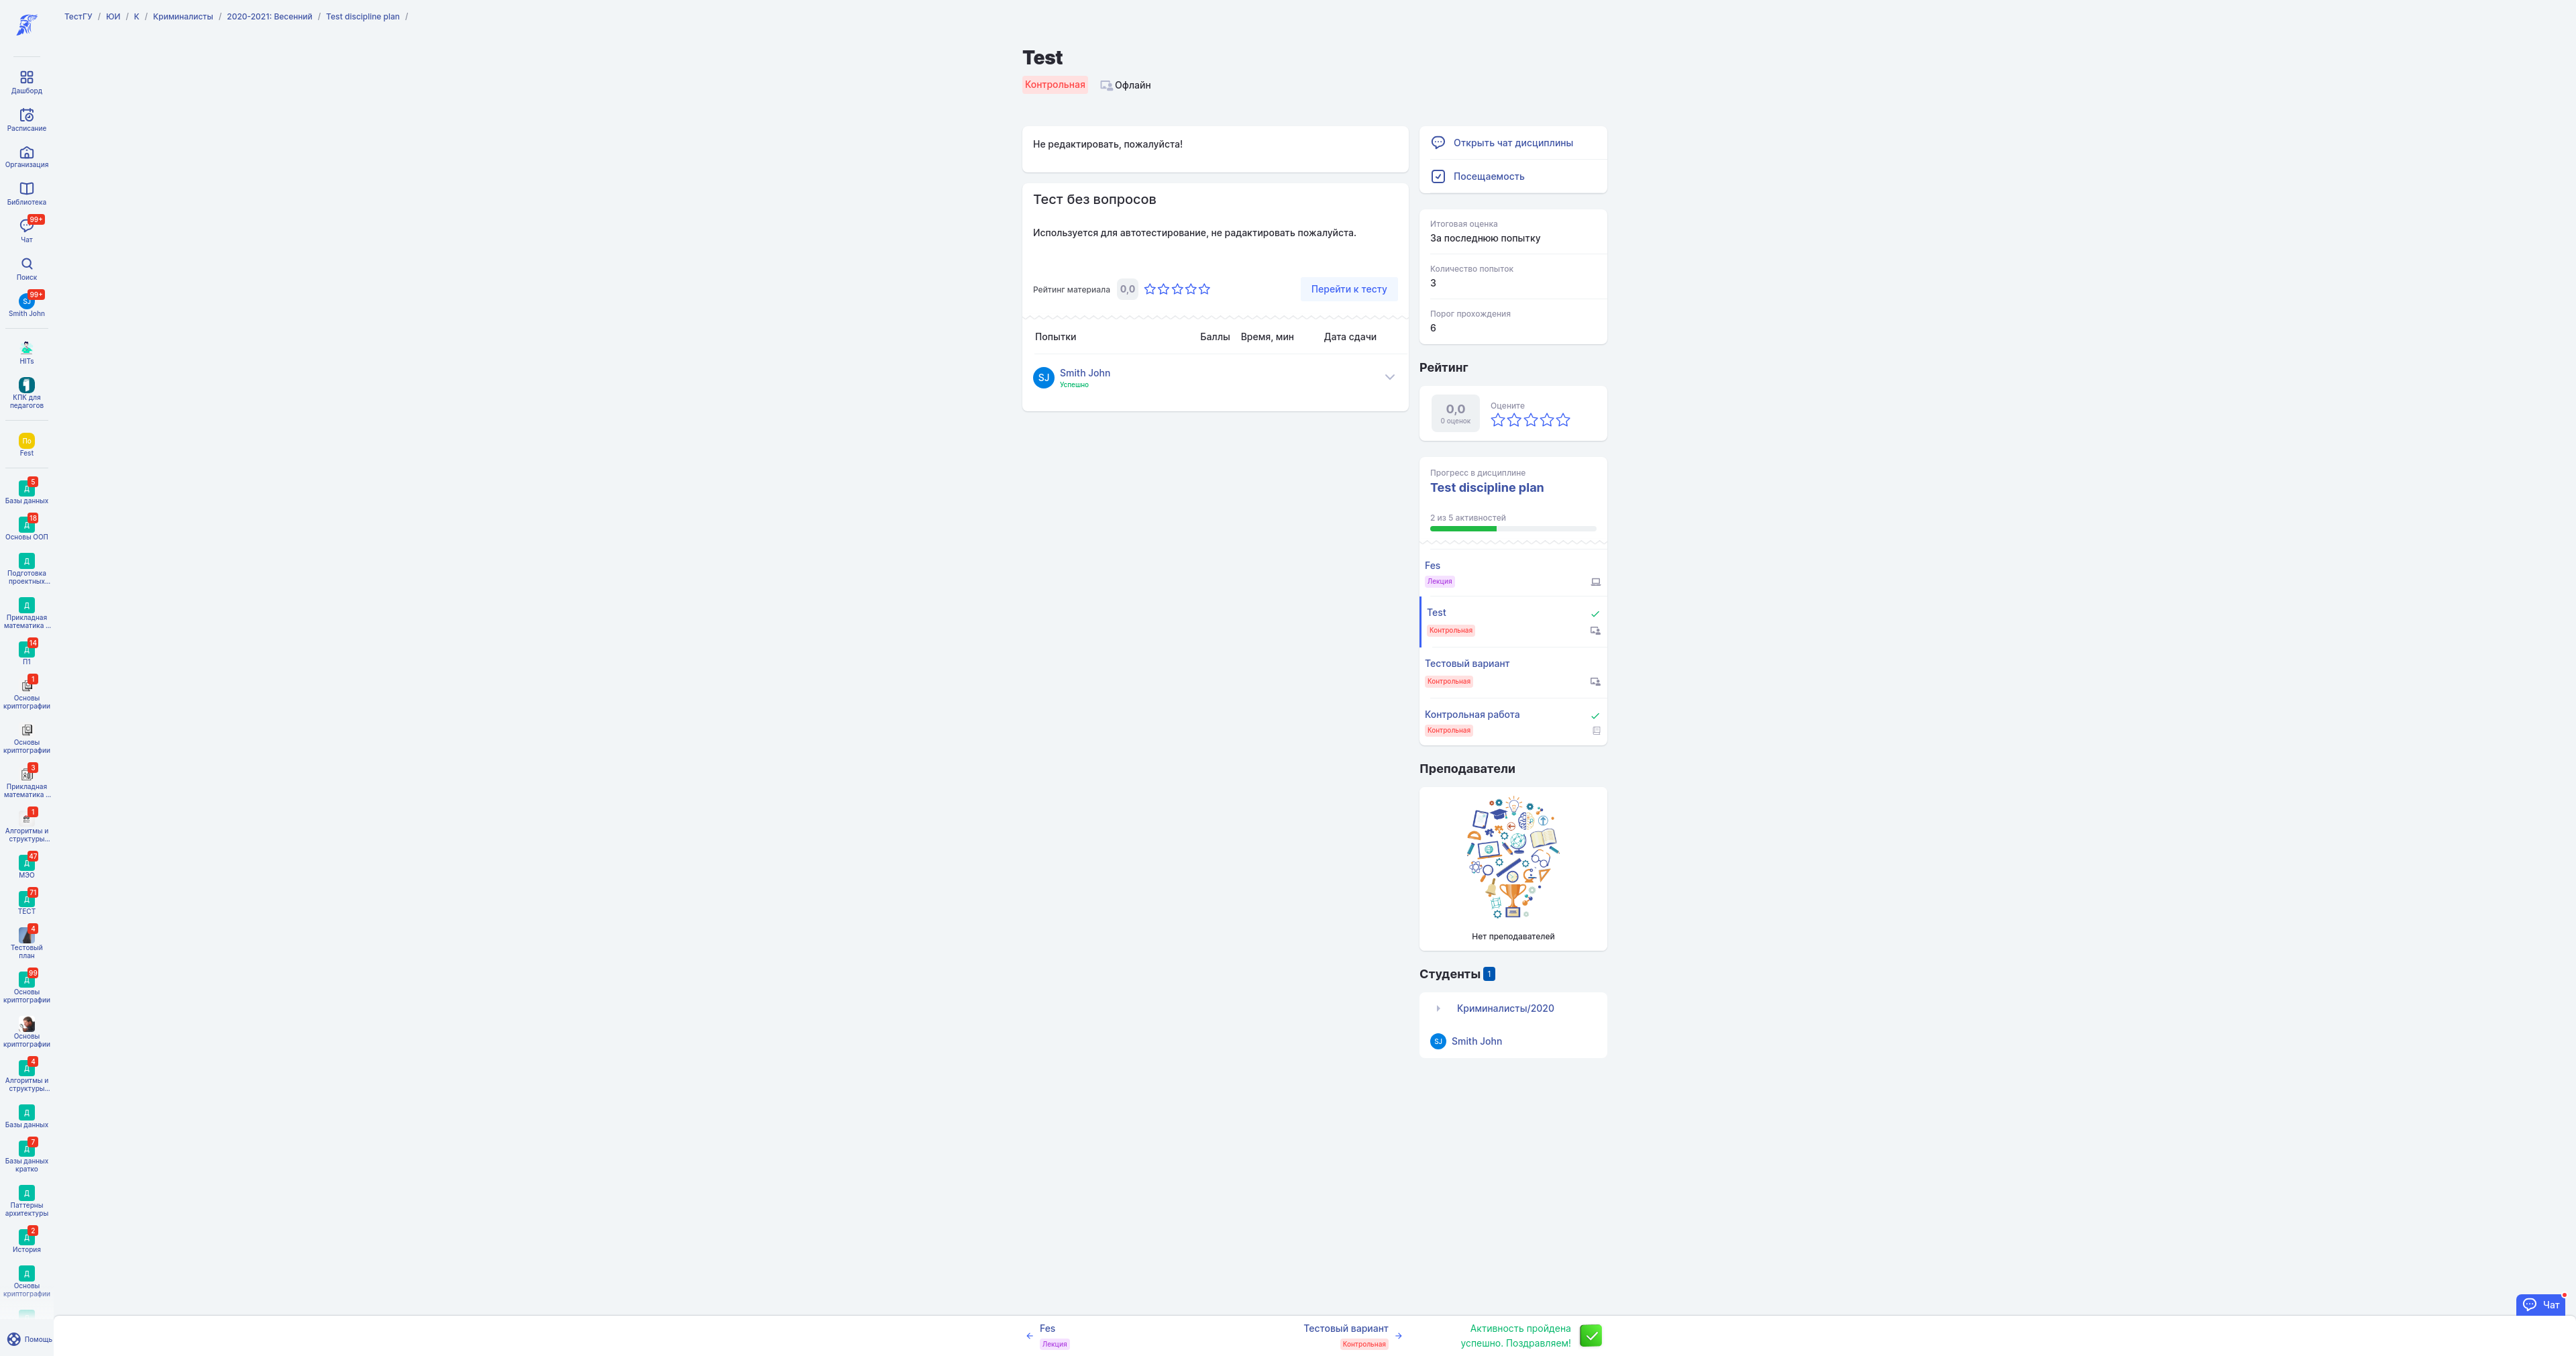 ТестГУ / ЮИ / К / Криминалисты / 2020-2021: Весенний / Test discipline plan /
Дашборд
Расписание
Организация
Библиотека
99+
Чат
Поиск
SJ
99+
Smith John
HITs
КПК для
педагогов
Па
Fest
Д
5
Базы данных
Д
18
Основы ООП
Д
Подготовка
проектных...
Д
Прикладная
математика ...
Д
14
П1
1
Основы
криптографии
Основы
криптографии
3
Прикладная
математика ...
1
Алгоритмы и
структуры...
Д
47
МЭО
Д
71
ТЕСТ
4
Тестовый
план
Д
99
Основы
криптографии
Основы
криптографии
Д
4
Алгоритмы и
структуры...
Д
Базы данных
Д
7
Базы данных
кратко
Д
Паттерны
архитектуры
Д
2
История
Д
Основы
криптографии
Помощь
Test
Контрольная
Офлайн
Не редактировать, пожалуйста!
Тест без вопросов
Используется для автотестирование, не радактировать пожалуйста.
Рейтинг материала 0,0
Перейти к тесту
Попытки Баллы Время, мин Дата сдачи
SJ
Smith John
Успешно
Открыть чат дисциплины
Посещаемость
Итоговая оценка
За последнюю попытку
Количество попыток
3
Порог прохождения
6
Рейтинг
0,0
0 оценок
Оцените
Прогресс в дисциплине
Test discipline plan
2 из 5 активностей
Fes
Лекция
Test
Контрольная
Тестовый вариант
Контрольная
Контрольная работа
Контрольная
Преподаватели
Нет преподавателей
Студенты 1
Криминалисты/2020
SJ
Smith John
Fes
Лекция
Тестовый вариант
Контрольная
Активность пройдена
успешно. Поздравляем!
Чат